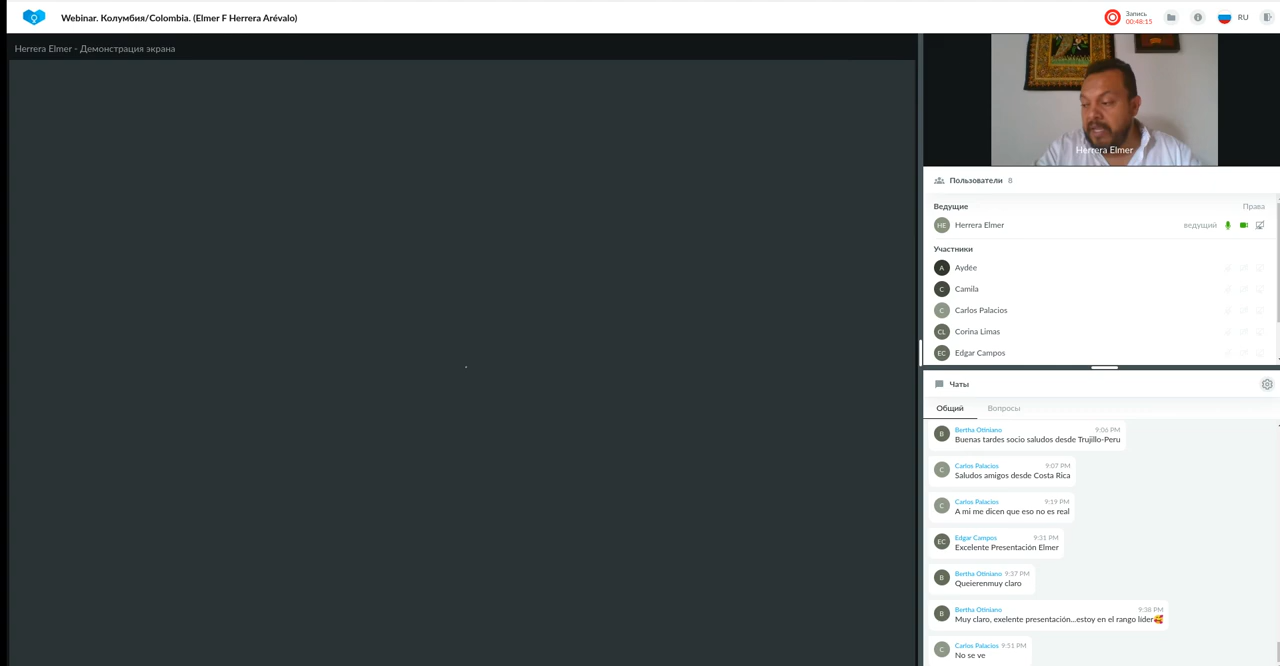 Webinar. Колумбия/Colombia. (Elmer F Herrera Arévalo)
Запись
00:48:15
RU
Herrera Elmer - Демонстрация экрана
Herrera Elmer
Пользователи 8
Ведущие Права
HE Herrera Elmer ведущий
Участники
A Aydée
C Camila
C Carlos Palacios
CL Corina Limas
EC Edgar Campos
Чаты
Общий Вопросы
B Bertha Otiniano 9:06 PM
Buenas tardes socio saludos desde Trujillo-Peru
C Carlos Palacios 9:07 PM
Saludos amigos desde Costa Rica
C Carlos Palacios 9:19 PM
A mi me dicen que eso no es real
EC Edgar Campos 9:31 PM
Excelente Presentación Elmer
B Bertha Otiniano 9:37 PM
Queierenmuy claro
B Bertha Otiniano 9:38 PM
Muy claro, exelente presentación...estoy en el rango líder🥰
C Carlos Palacios 9:51 PM
No se ve